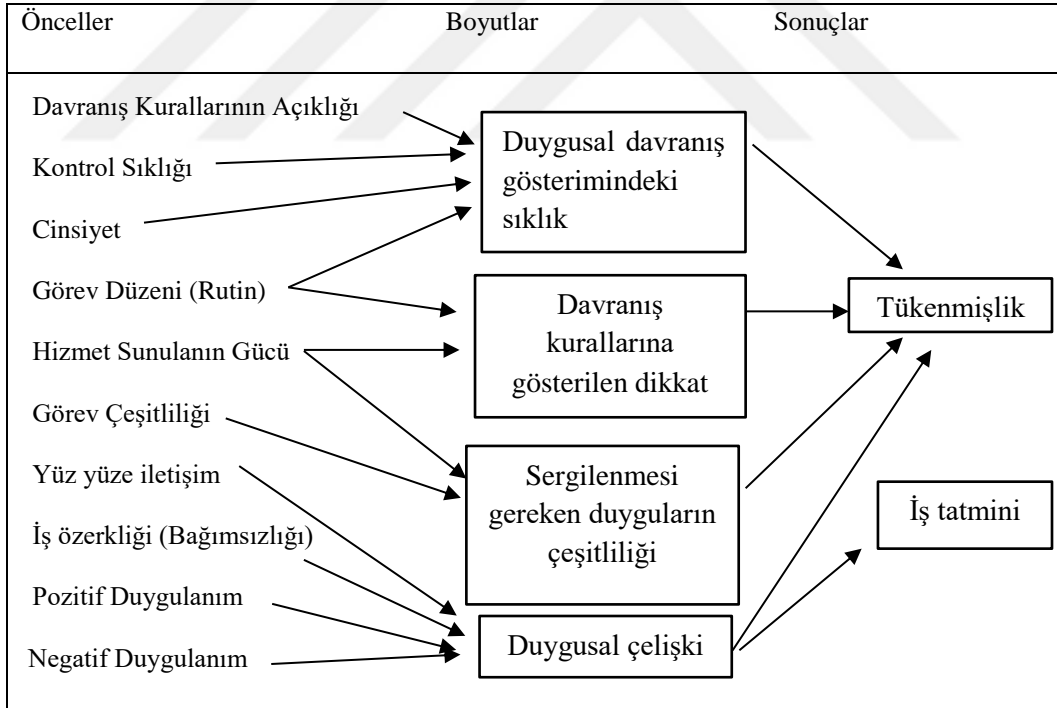 Önceller Boyutlar Sonuçlar
Davranış Kurallarının Açıklığı
Kontrol Sıklığı
Cinsiyet
Görev Düzeni (Rutin)
Hizmet Sunulanın Gücü
Görev Çeşitliliği
Yüz yüze iletişim
İş özerkliği (Bağımsızlığı)
Pozitif Duygulanım
Negatif Duygulanım
Duygusal davranış
gösterimindeki
sıklık
Davranış
kurallarına
gösterilen dikkat
Sergilenmesi
gereken duyguların
çeşitliliği
Duygusal çelişki
Tükenmişlik
İş tatmini